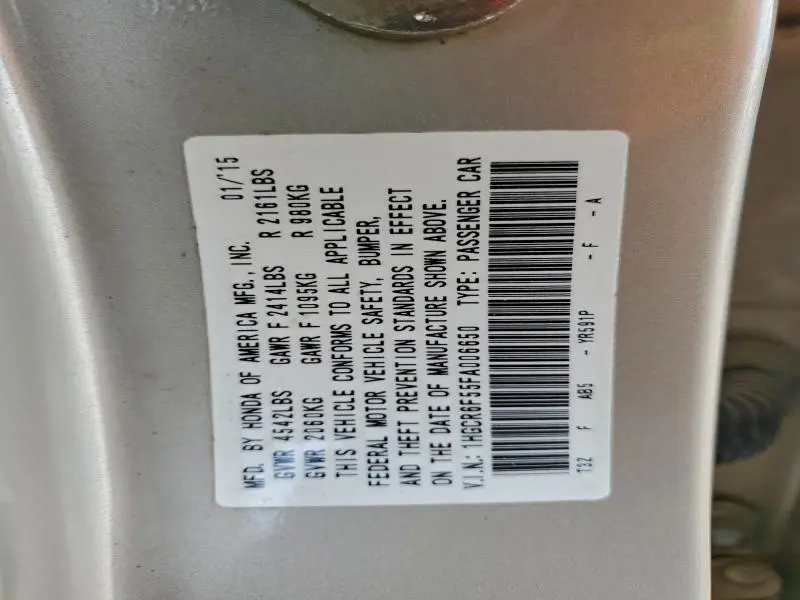 MFD. BY HONDA OF AMERICA MFG., INC. 01/'15
GVWR 4542LBS GAWR F 2414LBS R 2161LBS
GVWR 2060KG GAWR F 1095KG R 980KG
THIS VEHICLE CONFORMS TO ALL APPLICABLE
FEDERAL MOTOR VEHICLE SAFETY, BUMPER,
AND THEFT PREVENTION STANDARDS IN EFFECT
ON THE DATE OF MANUFACTURE SHOWN ABOVE.
V.I.N.: 1HGCR6F55FA006650 TYPE: PASSENGER CAR
T3Z F AB5 - YR591P - F - A